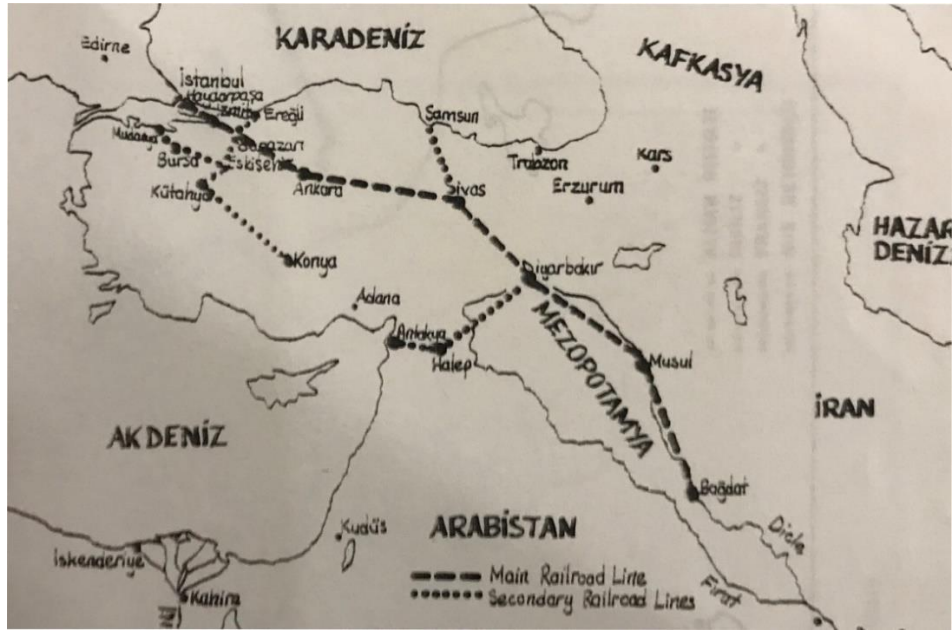 KARADENİZ
KAFKASYA
Edirne
İstanbul
Haydarpaşa
İzmit
Ereğli
Samsun
Mudanya
Bursa
Eskişehir
Trabzon
Kars
Kütahya
Ankara
Sivas
Erzurum
HAZAR
DENİZ
Konya
Diyarbakır
Adana
Antakya
Halep
MEZOPOTAMYA
Musul
İRAN
AKDENİZ
Bağdat
Kudüs
ARABİSTAN
Dicle
İskenderiye
Main Railroad Line
Fırat
Secondary Railroad Lines
Kahire